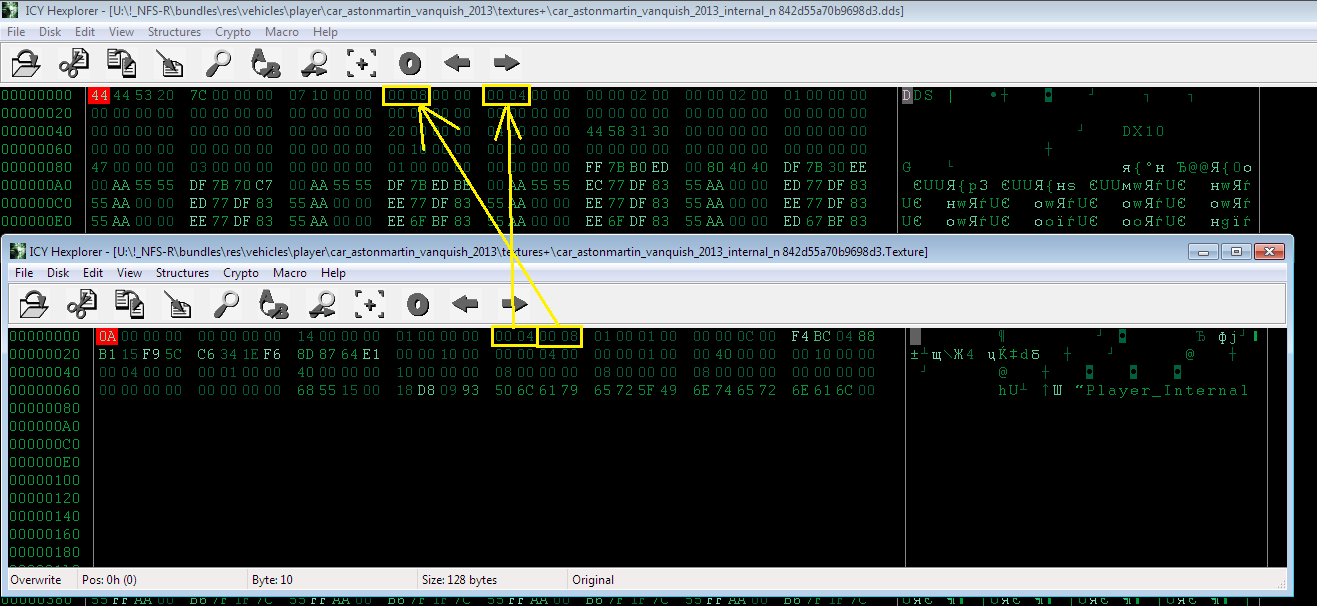 ICY Hexplorer - [U:\!_NFS-R\bundles\res\vehicles\player\car_astonmartin_vanquish_2013\textures+\car_astonmartin_vanquish_2013_internal_n 842d55a70b9698d3.dds]
File Disk Edit View Structures Crypto Macro Help
00000000 44 44 53 20 7C 00 00 00 07 10 00 00 00 08 00 00 00 04 00 00 00 00 02 00 00 00 02 00 01 00 00 00 DDS |
00000020 00 00 00 00 00 00 00 00 00 00 00 00 00 00 00 00 00 00 00 00 00 00 00 00 00 00 00 00 00 00 00 00
00000040 00 00 00 00 00 00 00 00 00 00 00 00 20 00 00 00 00 00 00 44 58 31 30 00 00 00 00 00 00 00 00 DX10
00000060 00 00 00 00 00 00 00 00 00 00 00 00 00 10 00 00 00 00 00 00 00 00 00 00 00 00 00 00 00 00 00
00000080 47 00 00 00 03 00 00 00 00 00 00 00 01 00 00 00 00 00 00 FF 7B B0 ED 00 80 40 40 DF 7B 30 EE G я{°н Ђ@@Я{0о
000000A0 00 AA 55 55 DF 7B 70 C7 00 AA 55 55 DF 7B ED AA 55 55 EC 77 DF 83 55 AA 00 00 ED 77 DF 83
000000C0 55 AA 00 00 ED 77 DF 83 55 AA 00 00 EE 77 DF 83 55 AA 00 00 EE 77 DF 83 55 AA 00 00 EE 77 DF 83
000000E0 55 AA 00 00 EE 77 DF 83 55 AA 00 00 EE 6F BF 83 55 AA 00 00 EE 6F DF 83 55 AA 00 00 ED 67 BF 83
ICY Hexplorer - [U:\!_NFS-R\bundles\res\vehicles\player\car_astonmartin_vanquish_2013\textures+\car_astonmartin_vanquish_2013_internal_n 842d55a70b9698d3.Texture]
File Disk Edit View Structures Crypto Macro Help
00000000 0A 00 00 00 00 00 00 00 14 00 00 00 01 00 00 00 00 04 00 08 01 00 01 00 00 00 0C 00 F4 BC 04 88
00000020 B1 15 F9 5C C6 34 1E F6 8D 87 64 E1 00 00 10 00 00 00 04 00 00 00 01 00 00 40 00 00 00 10 00 00
00000040 00 04 00 00 00 01 00 00 40 00 00 00 10 00 00 00 08 00 00 00 08 00 00 00 08 00 00 00 00 00 00 00
00000060 00 00 00 00 00 00 00 00 68 55 15 00 18 D8 09 93 50 6C 61 79 65 72 5F 49 6E 74 65 72 6E 61 6C 00 hU Ш “Player_Internal
00000080
000000A0
000000C0
000000E0
00000100
00000120
00000140
00000160
00000180
Overwrite Pos: 0h (0) Byte: 10 Size: 128 bytes Original